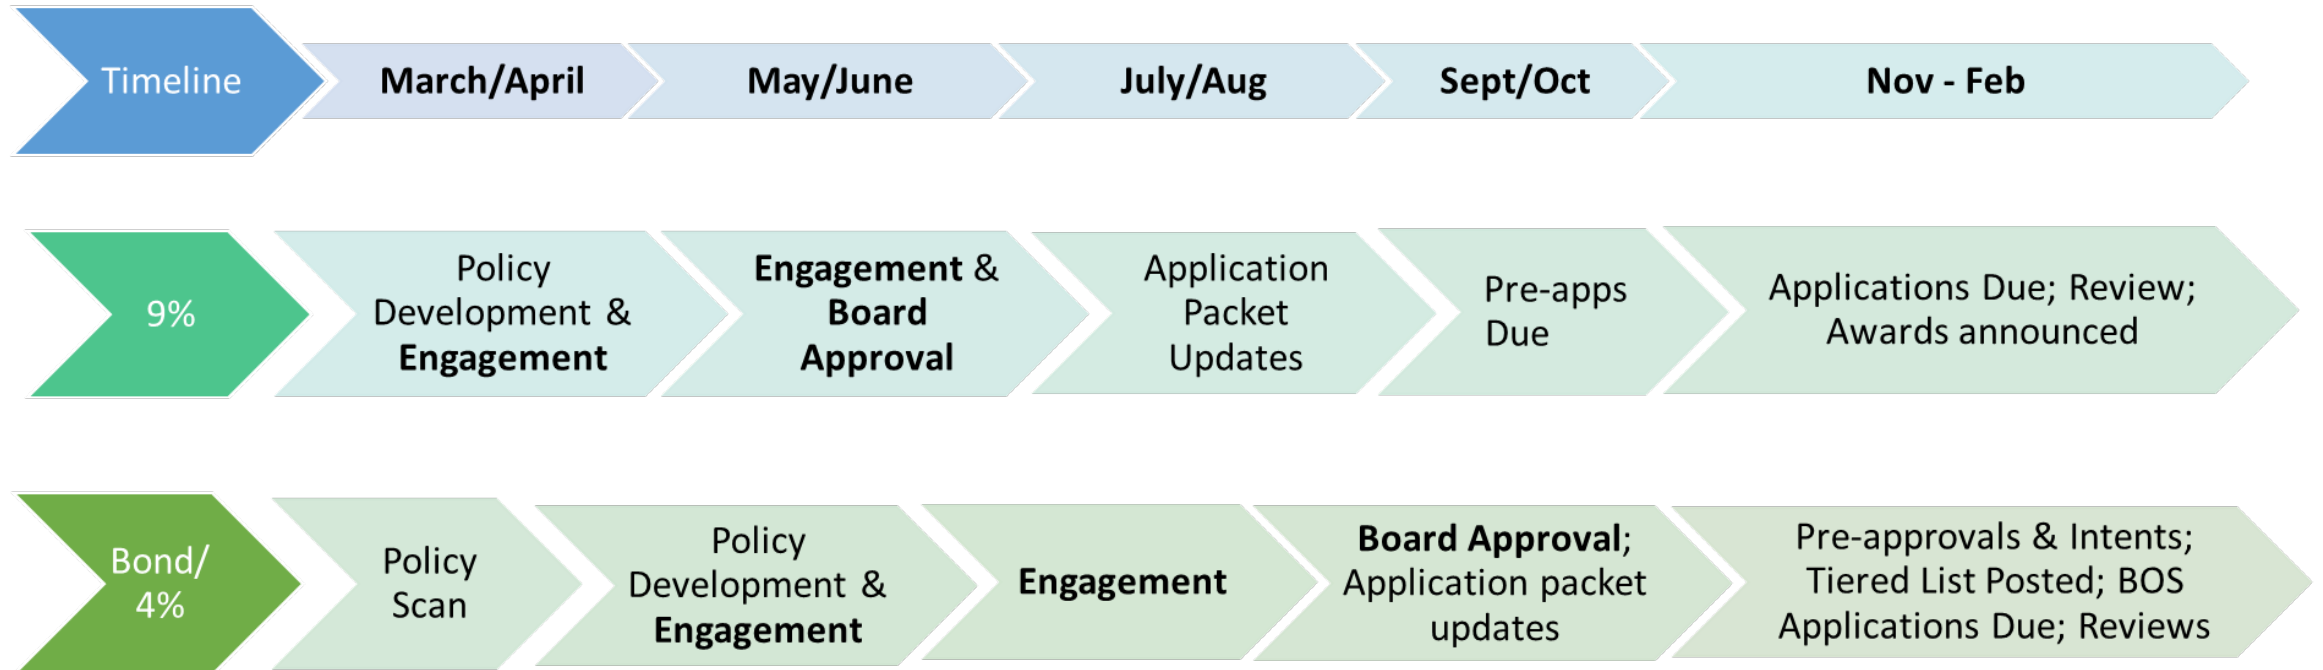 Timeline
March/April
May/June
July/Aug
Sept/Oct
Nov - Feb
9%
Policy
Development &
Engagement
Engagement &
Board
Approval
Application
Packet
Updates
Pre-apps
Due
Applications Due; Review;
Awards announced
Bond/
4%
Policy
Scan
Policy
Development &
Engagement
Engagement
Board Approval;
Application packet
updates
Pre-approvals & Intents;
Tiered List Posted; BOS
Applications Due; Reviews